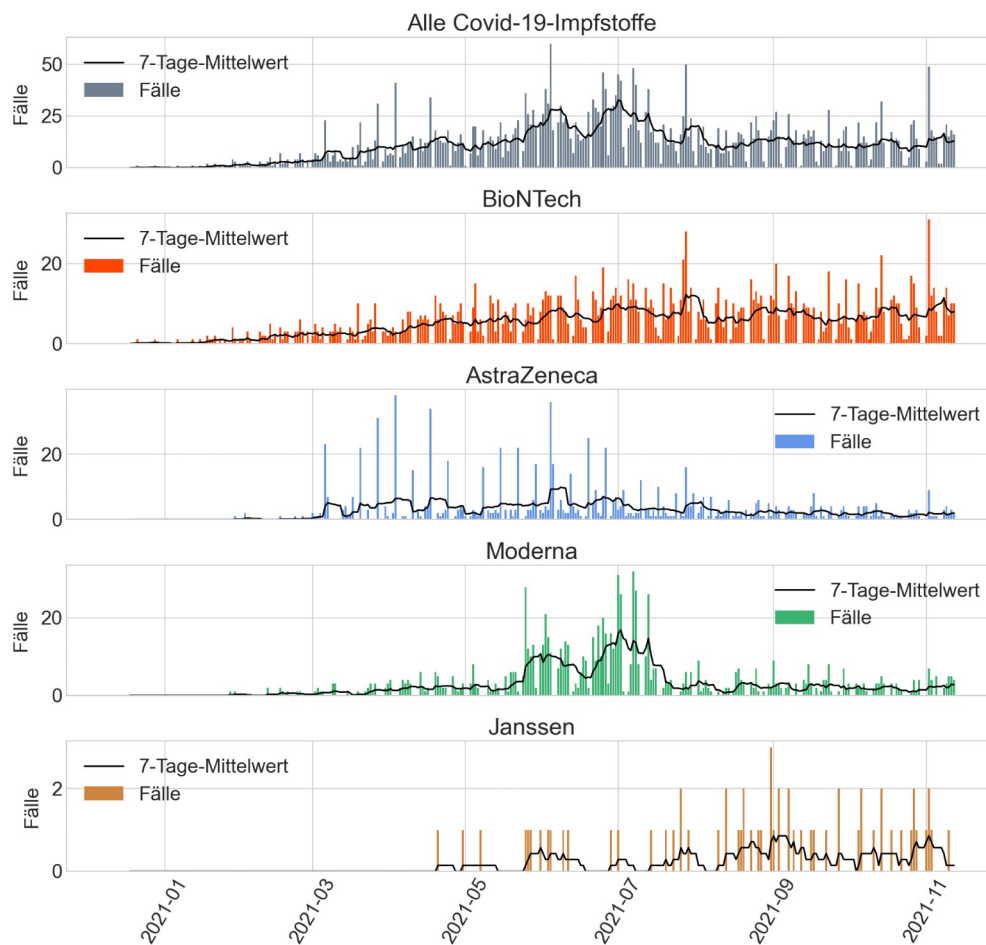 Alle Covid-19-Impfstoffe
Fälle
50
25
0
7-Tage-Mittelwert
Fälle
BioNTech
Fälle
20
0
7-Tage-Mittelwert
Fälle
AstraZeneca
Fälle
20
0
7-Tage-Mittelwert
Fälle
Moderna
Fälle
20
0
7-Tage-Mittelwert
Fälle
Janssen
Fälle
2
0
7-Tage-Mittelwert
Fälle
2021-01
2021-03
2021-05
2021-07
2021-09
2021-11